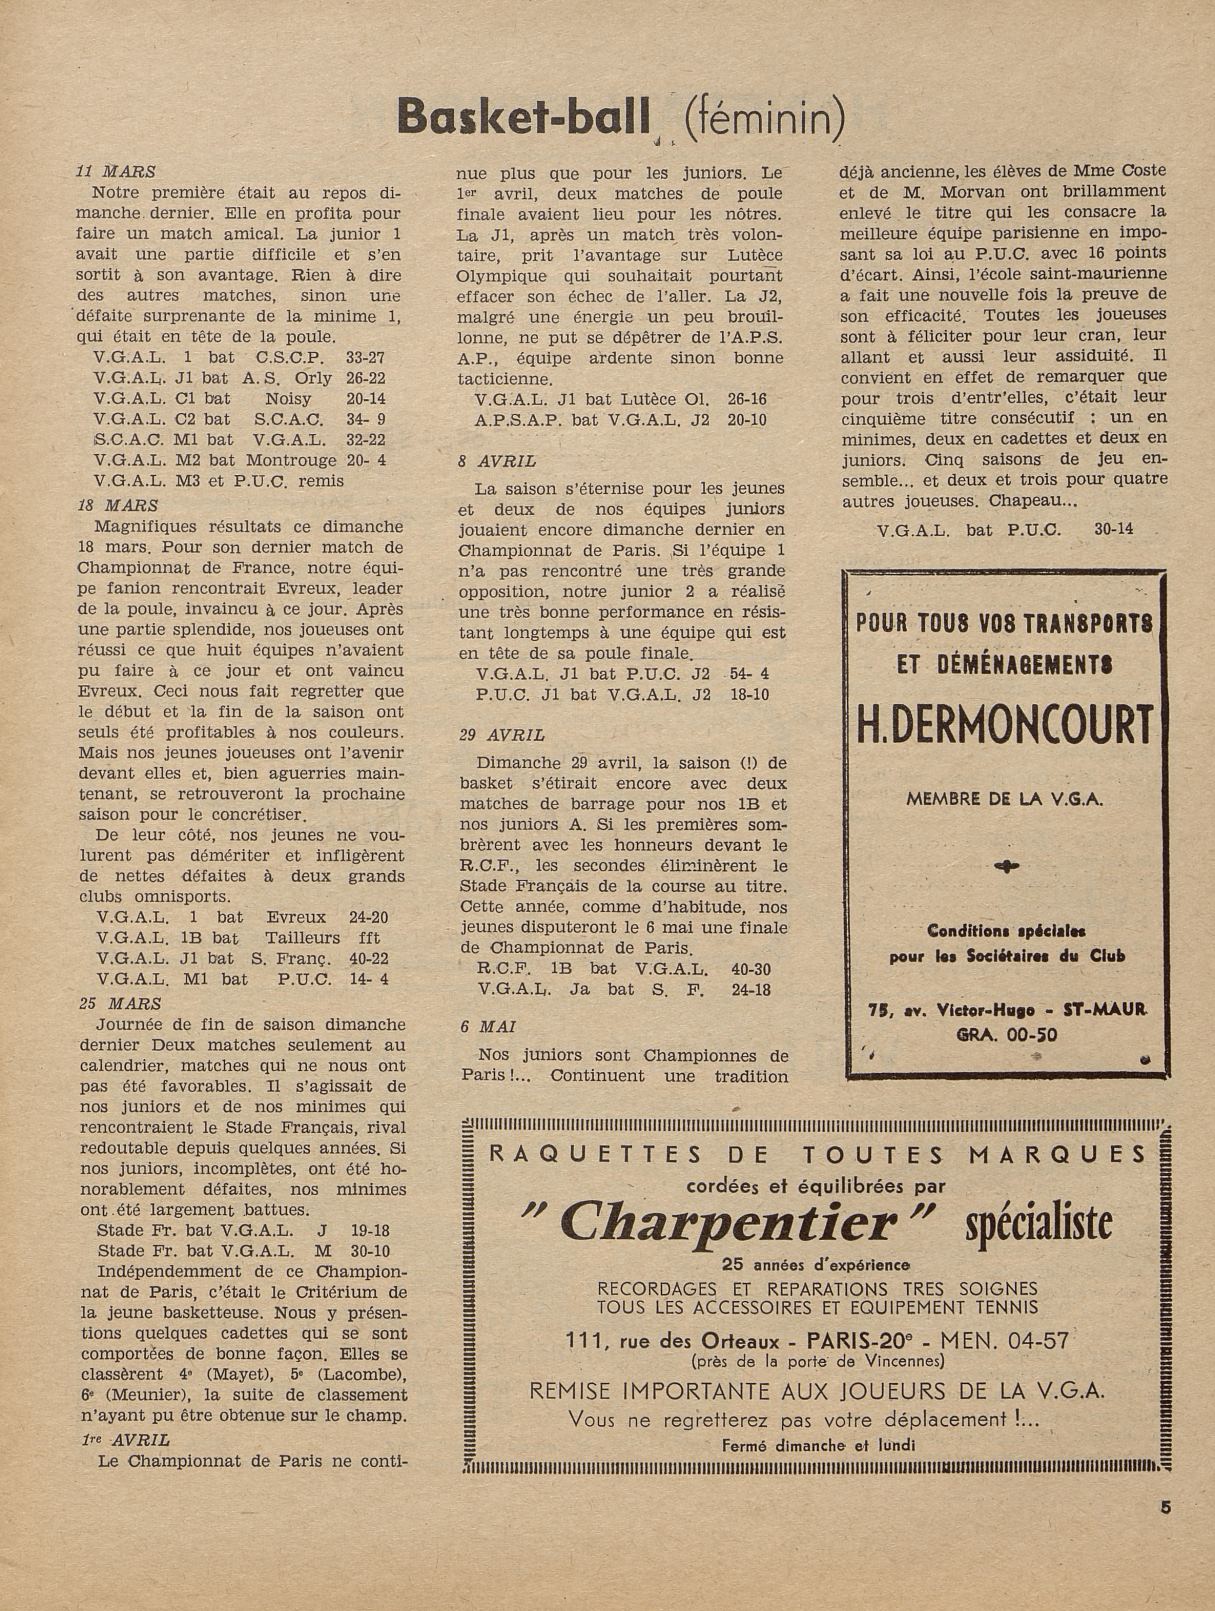 Basket-ball (féminin)
11 MARS
Notre première était au repos di-
manche dernier. Elle en profita pour
faire un match amical. La junior 1
avait une partie difficile et s'en
sortit à son avantage. Rien à dire
des autres matches, sinon une
défaite surprenante de la minime 1,
qui était en tête de la poule.
V.G.A.L. 1 bat C.S.C.P. 33-27
V.G.A.L. J1 bat A.S. Orly 26-22
V.G.A.L. C1 bat Noisy 20-14
V.G.A.L. C2 bat S.C.A.C. 34- 9
S.C.A.C. M1 bat V.G.A.L. 32-22
V.G.A.L. M2 bat Montrouge 20- 4
V.G.A.L. M3 et P.U.C. remis
18 MARS
Magnifiques résultats ce dimanche
18 mars. Pour son dernier match de
Championnat de France, notre équi-
pe fanion rencontrait Evreux, leader
de la poule, invaincu à ce jour. Après
une partie splendide, nos joueuses ont
réussi ce que huit équipes n'avaient
pu faire à ce jour et ont vaincu
Evreux. Ceci nous fait regretter que
le début et la fin de la saison ont
seuls été profitables à nos couleurs.
Mais nos jeunes joueuses ont l'avenir
devant elles et, bien aguerries main-
tenant, se retrouveront la prochaine
saison pour le concrétiser.
De leur côté, nos jeunes ne vou-
lurent pas démériter et infligèrent
de nettes défaites à deux grands
clubs omnisports.
V.G.A.L. 1 bat Evreux 24-20
V.G.A.L. 1B bat Tailleurs fft
V.G.A.L. J1 bat S. Franç. 40-22
V.G.A.L. M1 bat P.U.C. 14- 4
25 MARS
Journée de fin de saison dimanche
dernier Deux matches seulement au
calendrier, matches qui ne nous ont
pas été favorables. Il s'agissait de
nos juniors et de nos minimes qui
rencontraient le Stade Français, rival
redoutable depuis quelques années. Si
nos juniors, incomplètes, ont été ho-
norablement défaites, nos minimes
ont été largement battues.
Stade Fr. bat V.G.A.L. J 19-18
Stade Fr. bat V.G.A.L. M 30-10
Indépendemment de ce Champion-
nat de Paris, c'était le Critérium de
la jeune basketteuse. Nous y présen-
tions quelques cadettes qui se sont
comportées de bonne façon. Elles se
classèrent 4e (Mayet), 5e (Lacombe),
6e (Meunier), la suite de classement
n'ayant pu être obtenue sur le champ.
1re AVRIL
Le Championnat de Paris ne conti-
nue plus que pour les juniors. Le
1er avril, deux matches de poule
finale avaient lieu pour les nôtres.
La J1, après un match très volon-
taire, prit l'avantage sur Lutèce
Olympique qui souhaitait pourtant
effacer son échec de l'aller. La J2,
malgré une énergie un peu brouil-
lonne, ne put se dépêtrer de l'A.P.S.
A.P., équipe ardente sinon bonne
tacticienne.
V.G.A.L. J1 bat Lutèce Ol. 26-16
A.P.S.A.P. bat V.G.A.L. J2 20-10
8 AVRIL
La saison s'éternise pour les jeunes
et deux de nos équipes juniors
jouaient encore dimanche dernier en
Championnat de Paris. Si l'équipe 1
n'a pas rencontré une très grande
opposition, notre junior 2 a réalisé
une très bonne performance en résis-
tant longtemps à une équipe qui est
en tête de sa poule finale.
V.G.A.L. J1 bat P.U.C. J2 54- 4
P.U.C. J1 bat V.G.A.L. J2 18-10
29 AVRIL
Dimanche 29 avril, la saison (!) de
basket s'étirait encore avec deux
matches de barrage pour nos 1B et
nos juniors A. Si les premières som-
brèrent avec les honneurs devant le
R.C.F., les secondes éliminèrent le
Stade Français de la course au titre.
Cette année, comme d'habitude, nos
jeunes disputeront le 6 mai une finale
de Championnat de Paris.
R.C.F. 1B bat V.G.A.L. 40-30
V.G.A.L. Ja bat S. F. 24-18
6 MAI
Nos juniors sont Championnes de
Paris !... Continuent une tradition
déjà ancienne, les élèves de Mme Coste
et de M. Morvan ont brillamment
enlevé le titre qui les consacre la
meilleure équipe parisienne en impo-
sant sa loi au P.U.C. avec 16 points
d'écart. Ainsi, l'école saint-maurienne
a fait une nouvelle fois la preuve de
son efficacité. Toutes les joueuses
sont à féliciter pour leur cran, leur
allant et aussi leur assiduité. Il
convient en effet de remarquer que
pour trois d'entr'elles, c'était leur
cinquième titre consécutif : un en
minimes, deux en cadettes et deux en
juniors. Cinq saisons de jeu en-
semble... et deux et trois pour quatre
autres joueuses. Chapeau...
V.G.A.L. bat P.U.C. 30-14
POUR TOUS VOS TRANSPORTS
ET DÉMÉNAGEMENTS
H.DERMONCOURT
MEMBRE DE LA V.G.A.
Conditions spéciales
pour les Sociétaires du Club
75, av. Victor-Hugo - ST-MAUR
GRA. 00-50
RAQUETTES DE TOUTES MARQUES
cordées et équilibrées par
"Charpentier" spécialiste
25 années d'expérience
RECORDAGES ET REPARATIONS TRES SOIGNES
TOUS LES ACCESSOIRES ET EQUIPEMENT TENNIS
111, rue des Orteaux - PARIS-20e - MEN. 04-57
(près de la porte de Vincennes)
REMISE IMPORTANTE AUX JOUEURS DE LA V.G.A.
Vous ne regretterez pas votre déplacement !...
Fermé dimanche et lundi
5